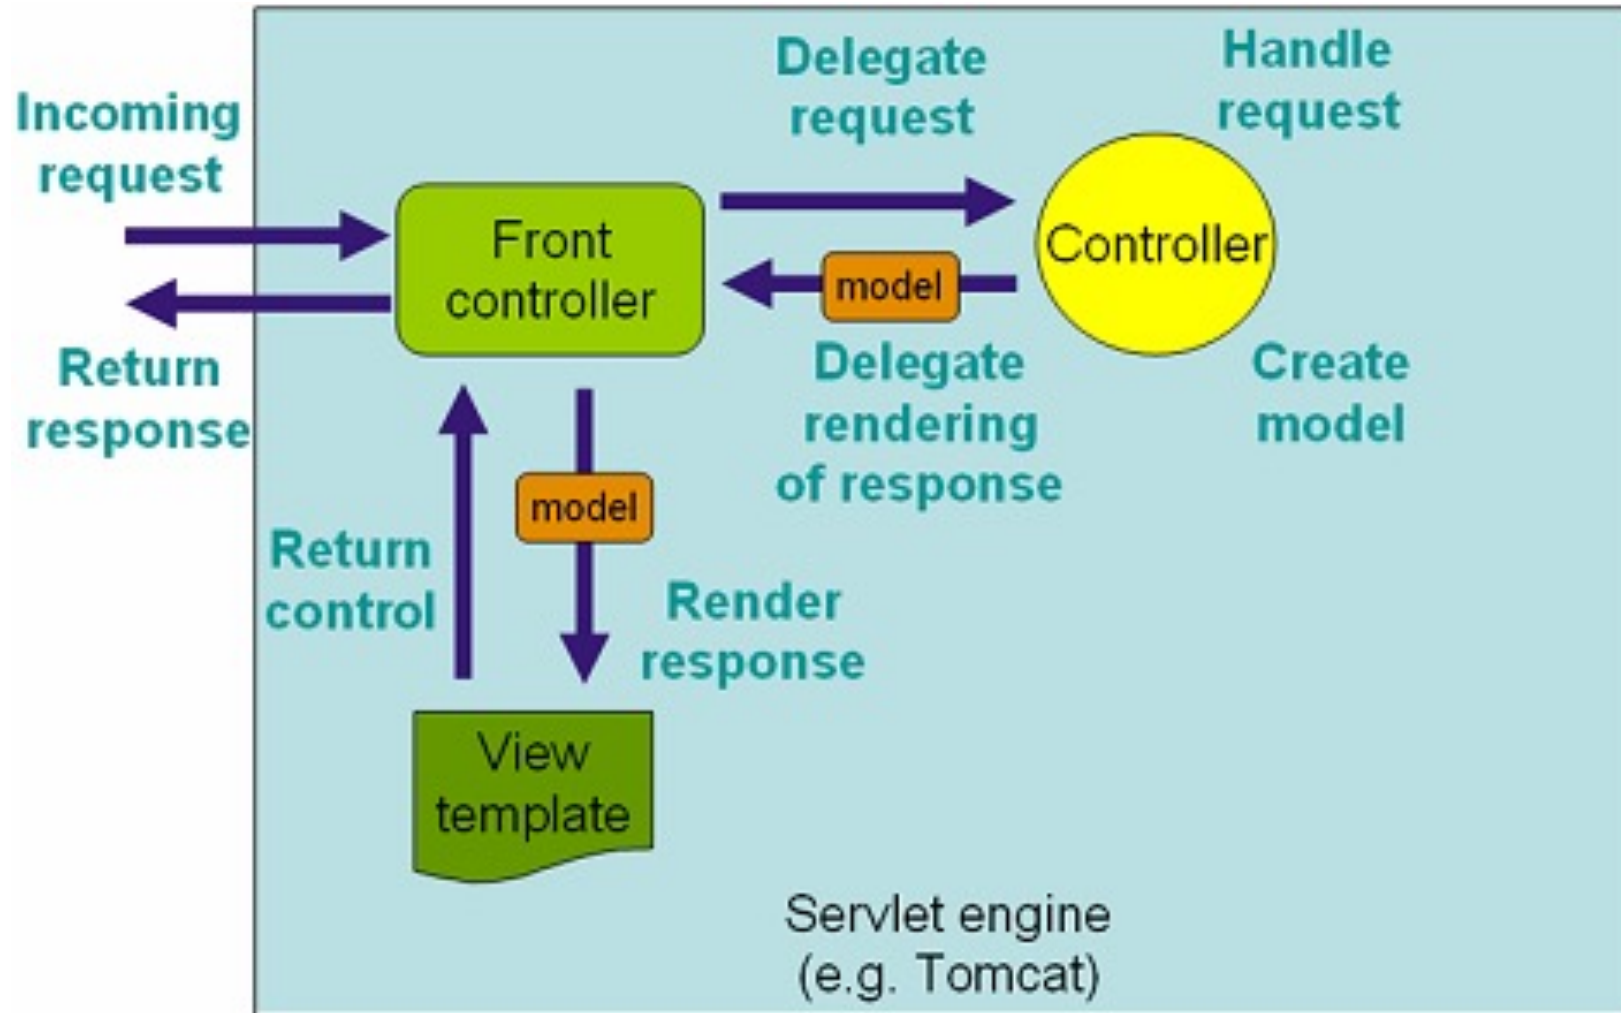 Incoming
request
Return
response
Delegate
request
Handle
request
Front
controller
Controller
model
Delegate
rendering
of response
Create
model
Return
control
model
Render
response
View
template
Servlet engine
(e.g. Tomcat)